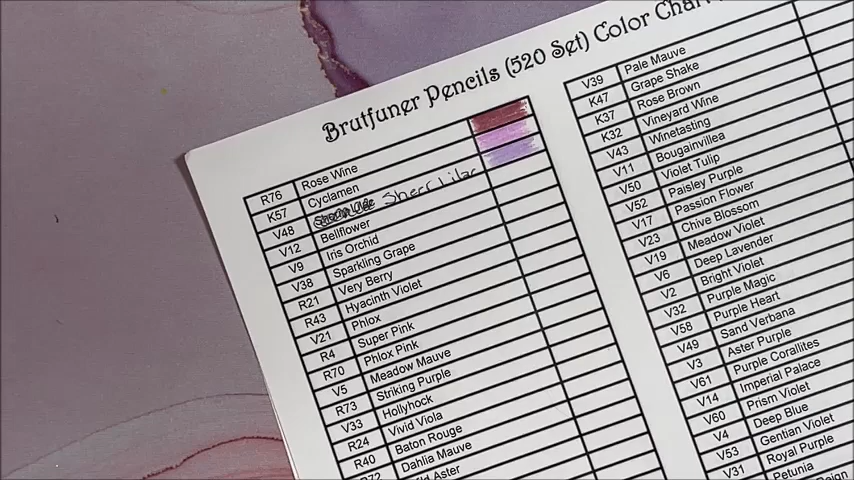 Brutfuner Pencils (520 Set) Color Chart
R76 Rose Wine
K57 Cyclamen
V48 Sheer Lilac
V12 Bellflower
V9 Iris Orchid
V38 Sparkling Grape
R21 Very Berry
R43 Hyacinth Violet
V21 Phlox
R4 Super Pink
R70 Phlox Pink
V5 Meadow Mauve
R73 Striking Purple
V33 Hollyhock
R24 Vivid Viola
R40 Baton Rouge
R72 Dahlia Mauve
Aster
V39 Pale Mauve
K47 Grape Shake
K37 Rose Brown
K32 Vineyard Wine
V43 Winetasting
V11 Bougainvillea
V50 Violet Tulip
V52 Paisley Purple
V17 Passion Flower
V23 Chive Blossom
V19 Meadow Violet
V6 Deep Lavender
V2 Bright Violet
V32 Purple Magic
V58 Purple Heart
V49 Sand Verbana
V3 Aster Purple
V61 Purple Corallites
V14 Imperial Palace
V60 Prism Violet
V4 Deep Blue
V53 Gentian Violet
V31 Royal Purple
Petunia